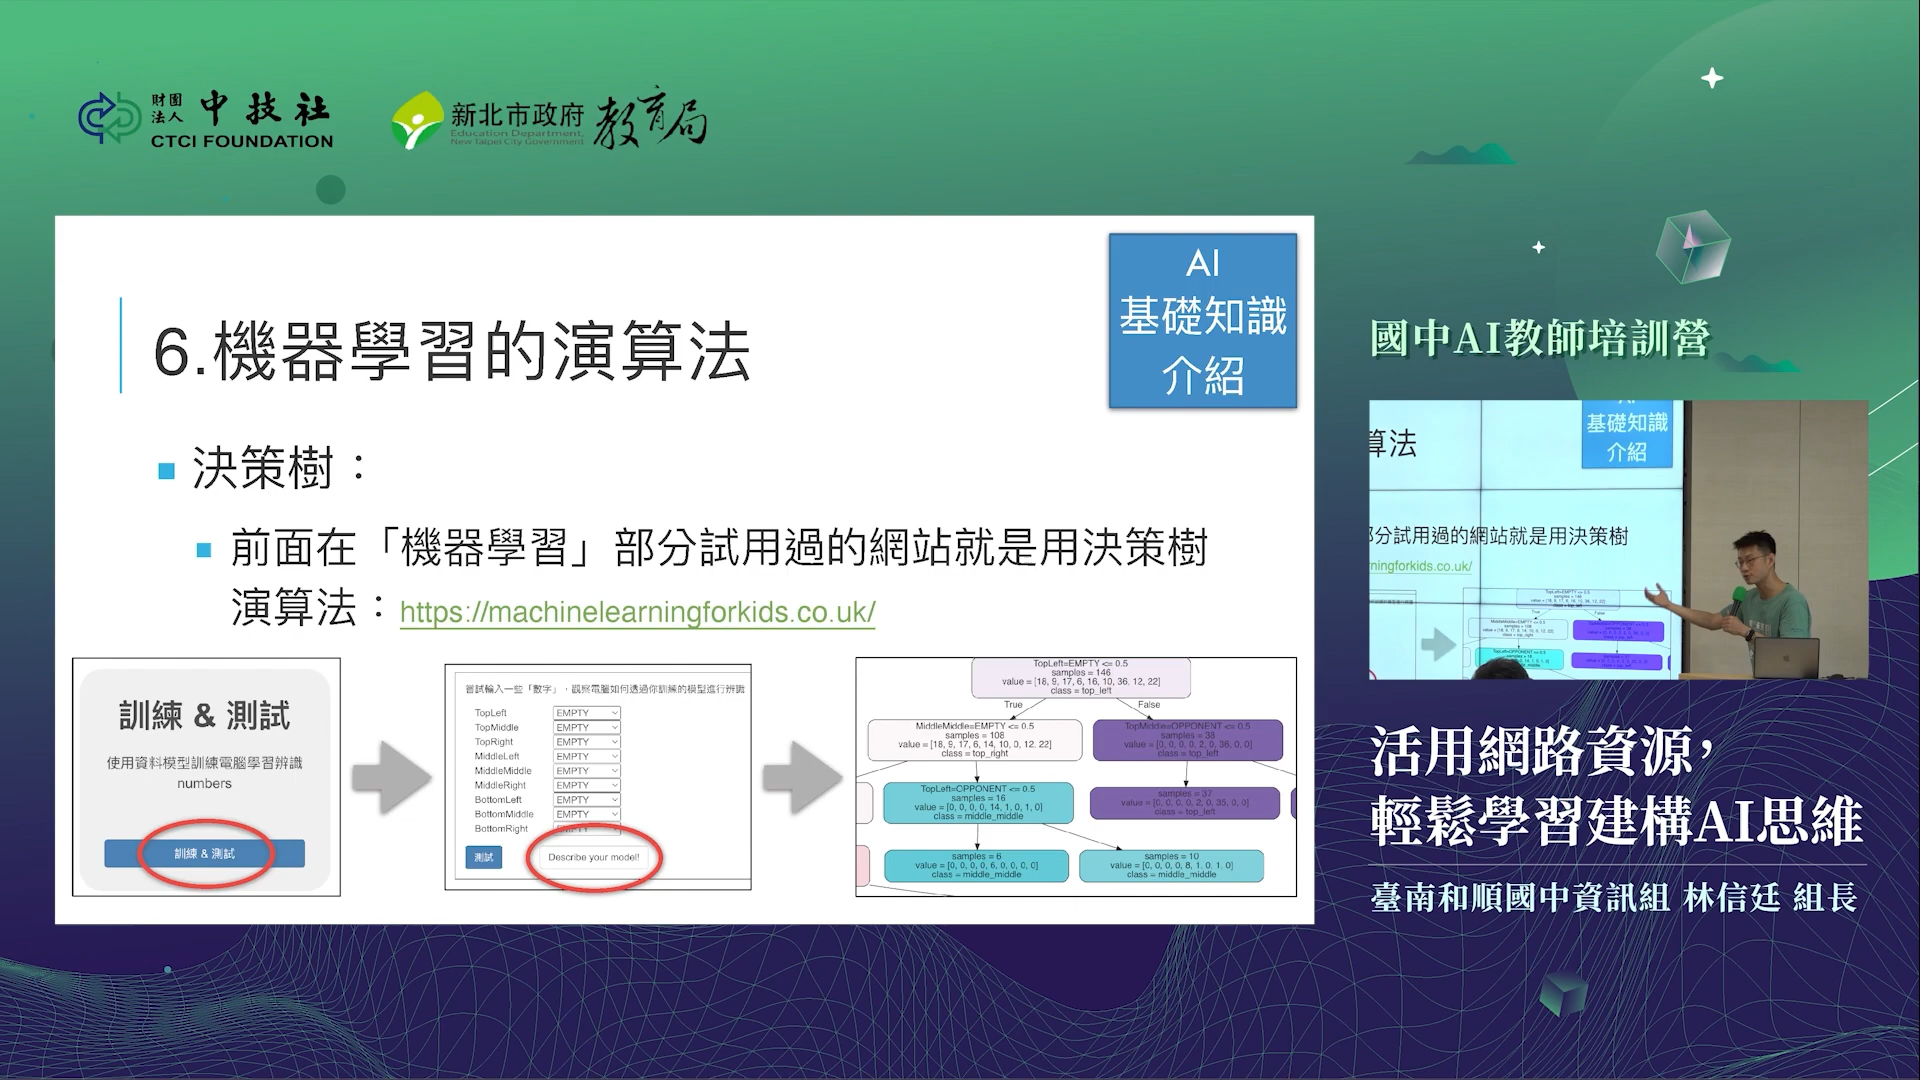 財團法人 中技社
CTCI FOUNDATION
新北市政府 教育局
Education Department,
New Taipei City Government
AI
基礎知識
介紹
6.機器學習的演算法
決策樹：
前面在「機器學習」部分試用過的網站就是用決策樹
演算法：https://machinelearningforkids.co.uk/
訓練 & 測試
使用資料模型訓練電腦學習辨識
numbers
訓練 & 測試
嘗試輸入一些「數字」，觀察電腦如何透過你訓練的模型進行辨識
TopLeft EMPTY
TopMiddle EMPTY
TopRight EMPTY
MiddleLeft EMPTY
MiddleMiddle EMPTY
MiddleRight EMPTY
BottomLeft EMPTY
BottomMiddle EMPTY
BottomRight EMPTY
測試 Describe your model!
TopLeft=EMPTY <= 0.5
samples = 146
value = [18, 9, 17, 6, 16, 10, 36, 12, 22]
class = top_left
True False
MiddleMiddle=EMPTY <= 0.5
samples = 108
value = [18, 9, 17, 6, 14, 10, 0, 12, 22]
class = top_right
TopMiddle=OPPONENT <= 0.5
samples = 38
value = [0, 0, 0, 0, 2, 0, 36, 0, 0]
class = top_left
TopLeft=OPPONENT <= 0.5
samples = 16
value = [0, 0, 0, 0, 14, 1, 0, 1, 0]
class = middle_middle
samples = 37
value = [0, 0, 0, 0, 2, 0, 35, 0, 0]
class = top_left
samples = 6
value = [0, 0, 0, 0, 6, 0, 0, 0, 0]
class = middle_middle
samples = 10
value = [0, 0, 0, 0, 8, 1, 0, 1, 0]
class = middle_middle
國中AI教師培訓營
算法
基礎知識
介紹
部分試用過的網站就是用決策樹
ningforkids.co.uk/
活用網路資源，
輕鬆學習建構AI思維
臺南和順國中資訊組 林信廷 組長